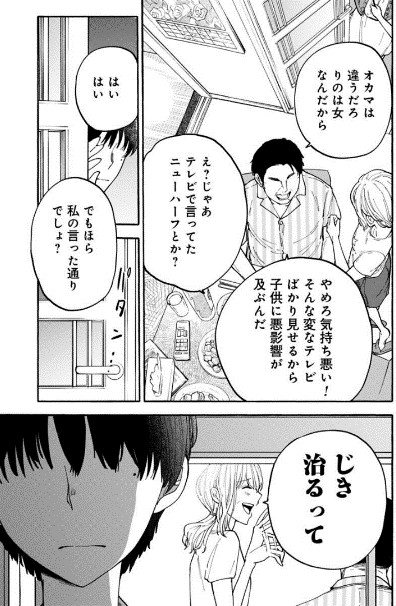 オカマは
違うだろ
りのは女
なんだから
え？じゃあ
テレビで言ってた
ニューハーフとか？
やめろ気持ち悪い！
そんな変なテレビ
ばかり見せるから
子供に悪影響が
及ぶんだ
はい
はい
でもほら
私の言った通り
でしょ？
バタン
じき
治るって